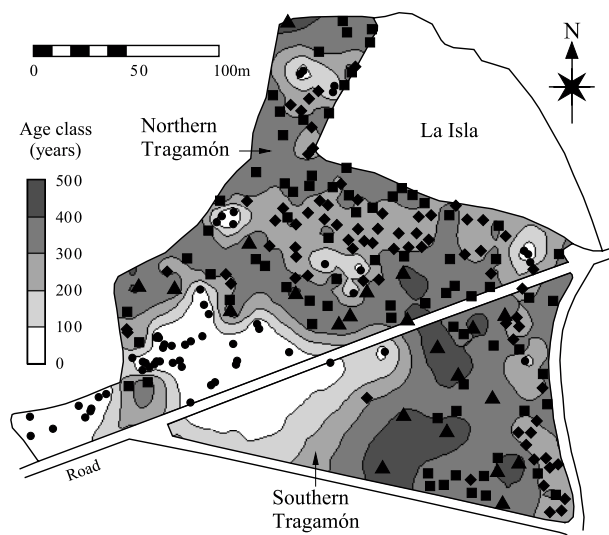 N
0 50 100m
La Isla
Northern
Tragamón
Age class
(years)
500
400
300
200
100
0
Road
Southern
Tragamón